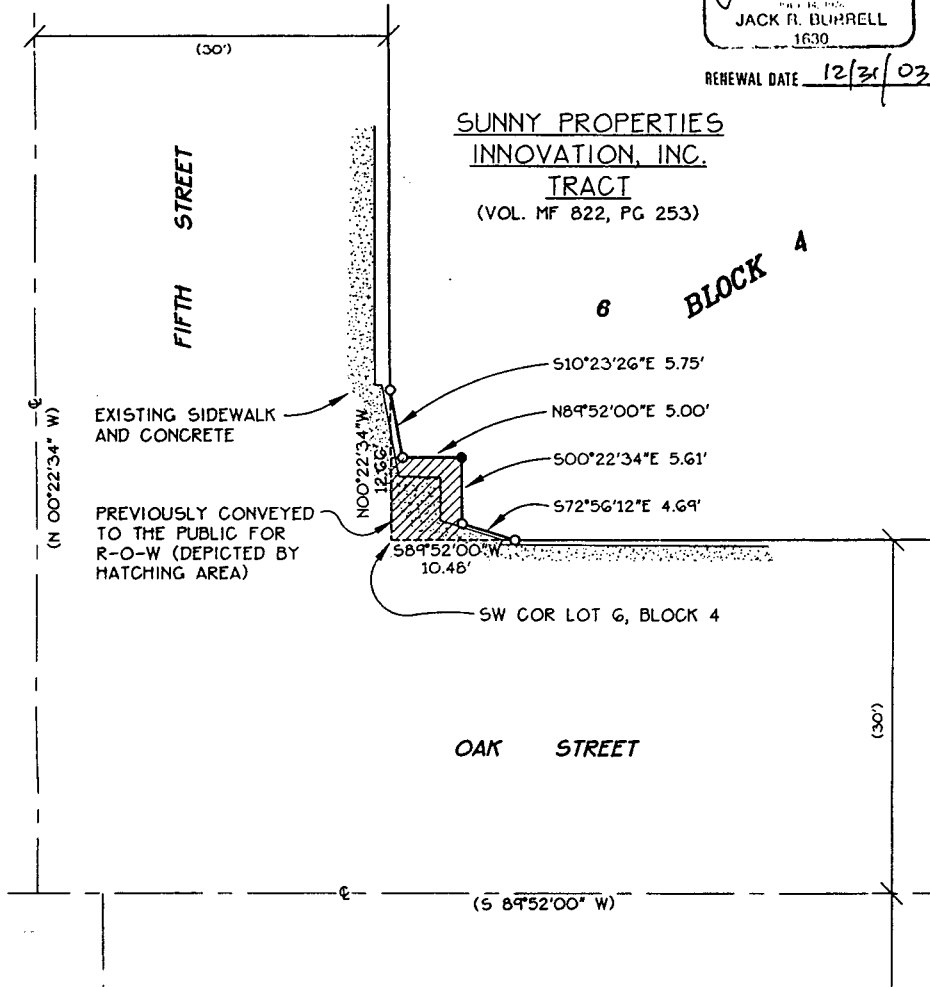 JACK R. BURRELL
1630
RENEWAL DATE 12/31/03
(30')
SUNNY PROPERTIES
INNOVATION, INC.
TRACT
(VOL. MF 822, PG 253)
FIFTH STREET
6 BLOCK 4
S10°23'26"E 5.75'
N89°52'00"E 5.00'
EXISTING SIDEWALK
AND CONCRETE
S00°22'34"E 5.61'
N00°22'34"W
12.66'
S72°56'12"E 4.69'
℄
(N 00°22'34" W)
PREVIOUSLY CONVEYED
TO THE PUBLIC FOR
R-O-W (DEPICTED BY
HATCHING AREA)
S89°52'00"W
10.48'
SW COR LOT 6, BLOCK 4
OAK STREET
(30')
℄
(S 89°52'00" W)